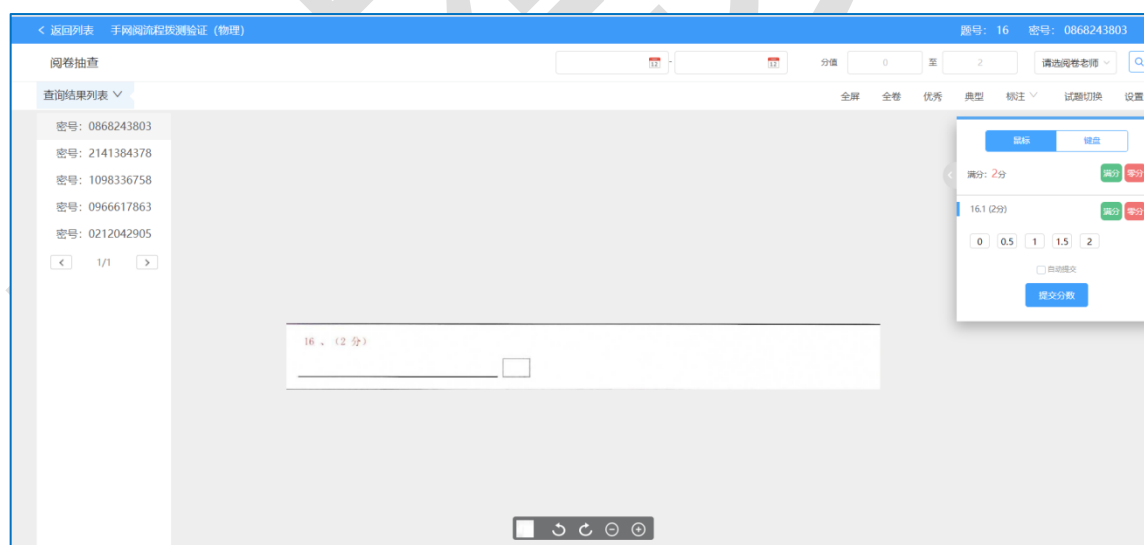 < 返回列表 手网阅流程拨测验证（物理） 题号： 16 密号： 0868243803
阅卷抽查 12 - 12 分值 0 至 2 请选阅卷老师
查询结果列表 全屏 全卷 优秀 典型 标注 试题切换 设置
密号： 0868243803
密号： 2141384378
密号： 1098336758
密号： 0966617863
密号： 0212042905
< 1/1 >
鼠标 键盘
满分： 2分 满分 零分
16.1 (2分) 满分 零分
0 0.5 1 1.5 2
自动提交
提交分数
16 、（2 分）